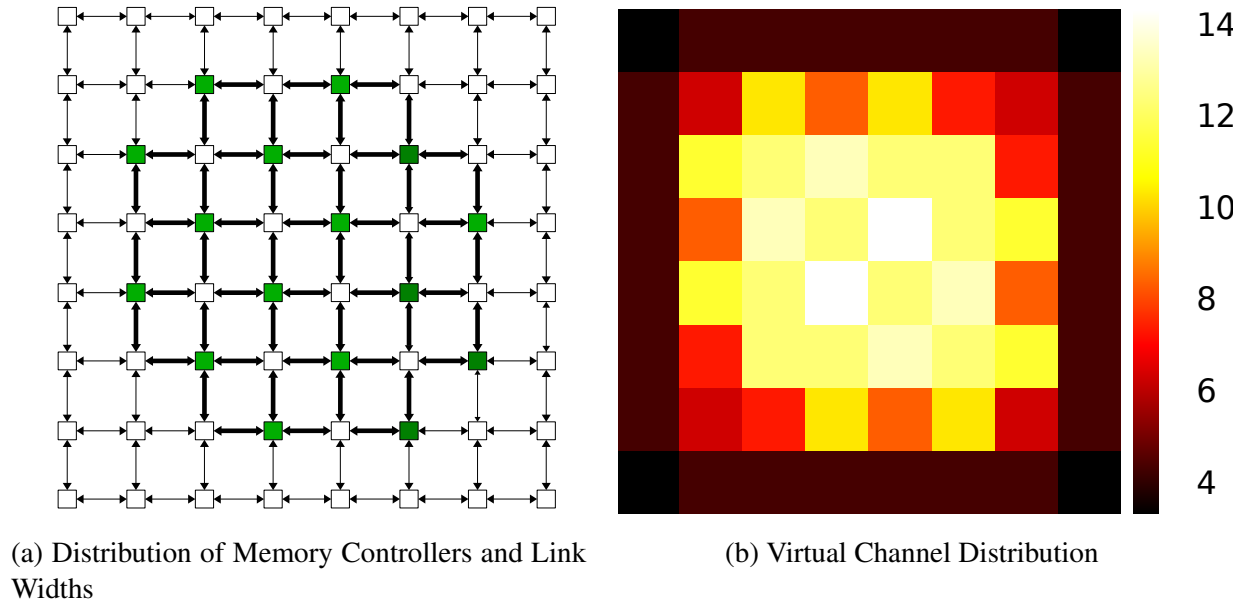 14
12
10
8
6
4
(a) Distribution of Memory Controllers and Link
Widths
(b) Virtual Channel Distribution